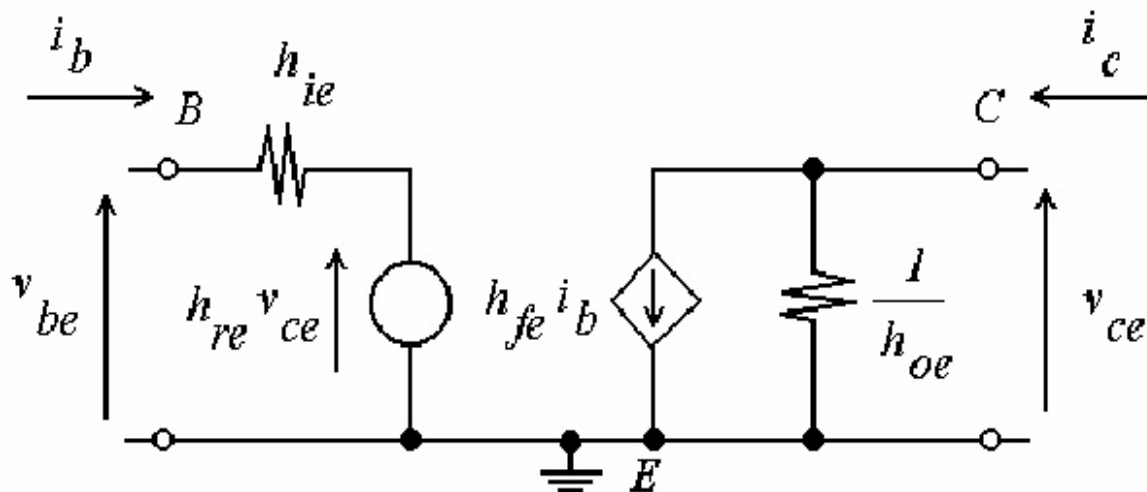 i_b
h_ie
B
C
i_c
v_be
h_re v_ce
h_fe i_b
1
h_oe
v_ce
E